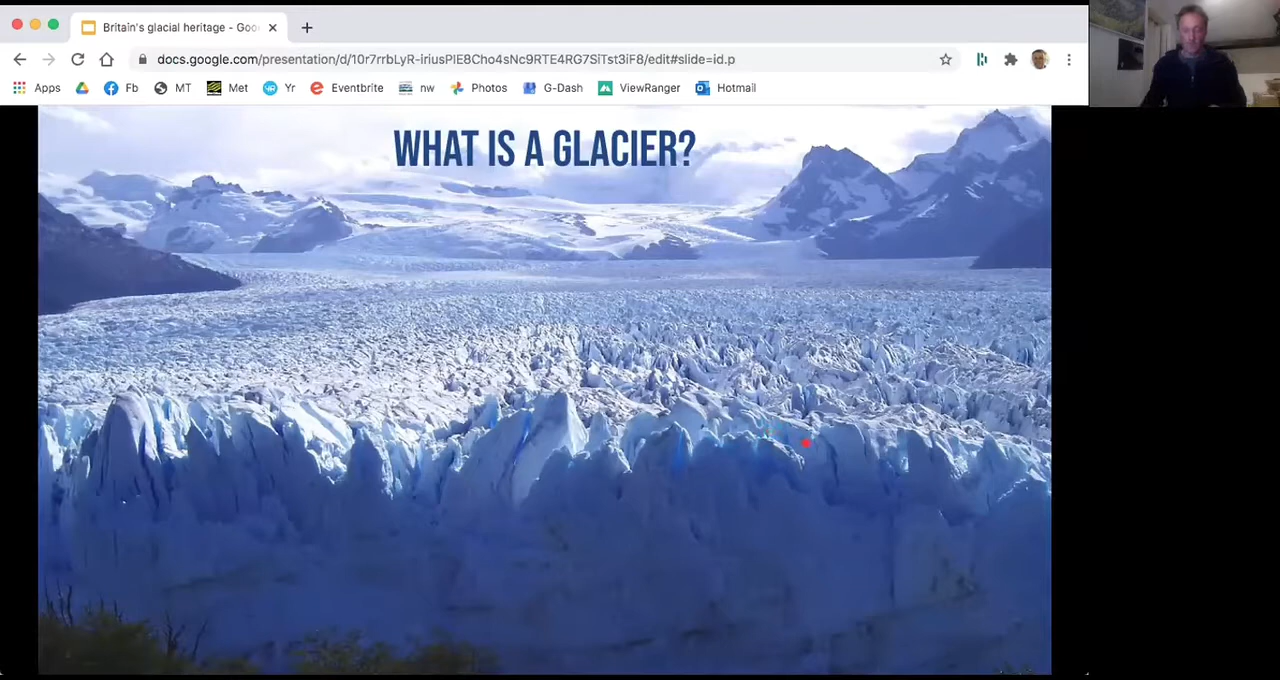 Britain's glacial heritage - Goo
docs.google.com/presentation/d/10r7rrbLyR-iriusPIE8Cho4sNc9RTE4RG7SiTst3iF8/edit#slide=id.p
Apps Fb MT Met Yr Eventbrite nw Photos G-Dash ViewRanger Hotmail
WHAT IS A GLACIER?